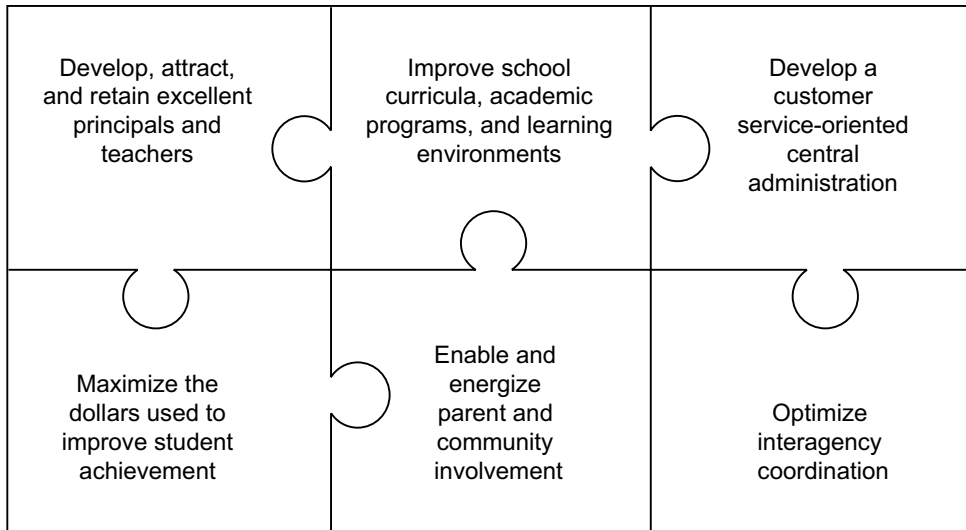 Develop, attract,
and retain excellent
principals and
teachers
Improve school
curricula, academic
programs, and learning
environments
Develop a
customer
service-oriented
central
administration
Maximize the
dollars used to
improve student
achievement
Enable and
energize
parent and
community
involvement
Optimize
interagency
coordination